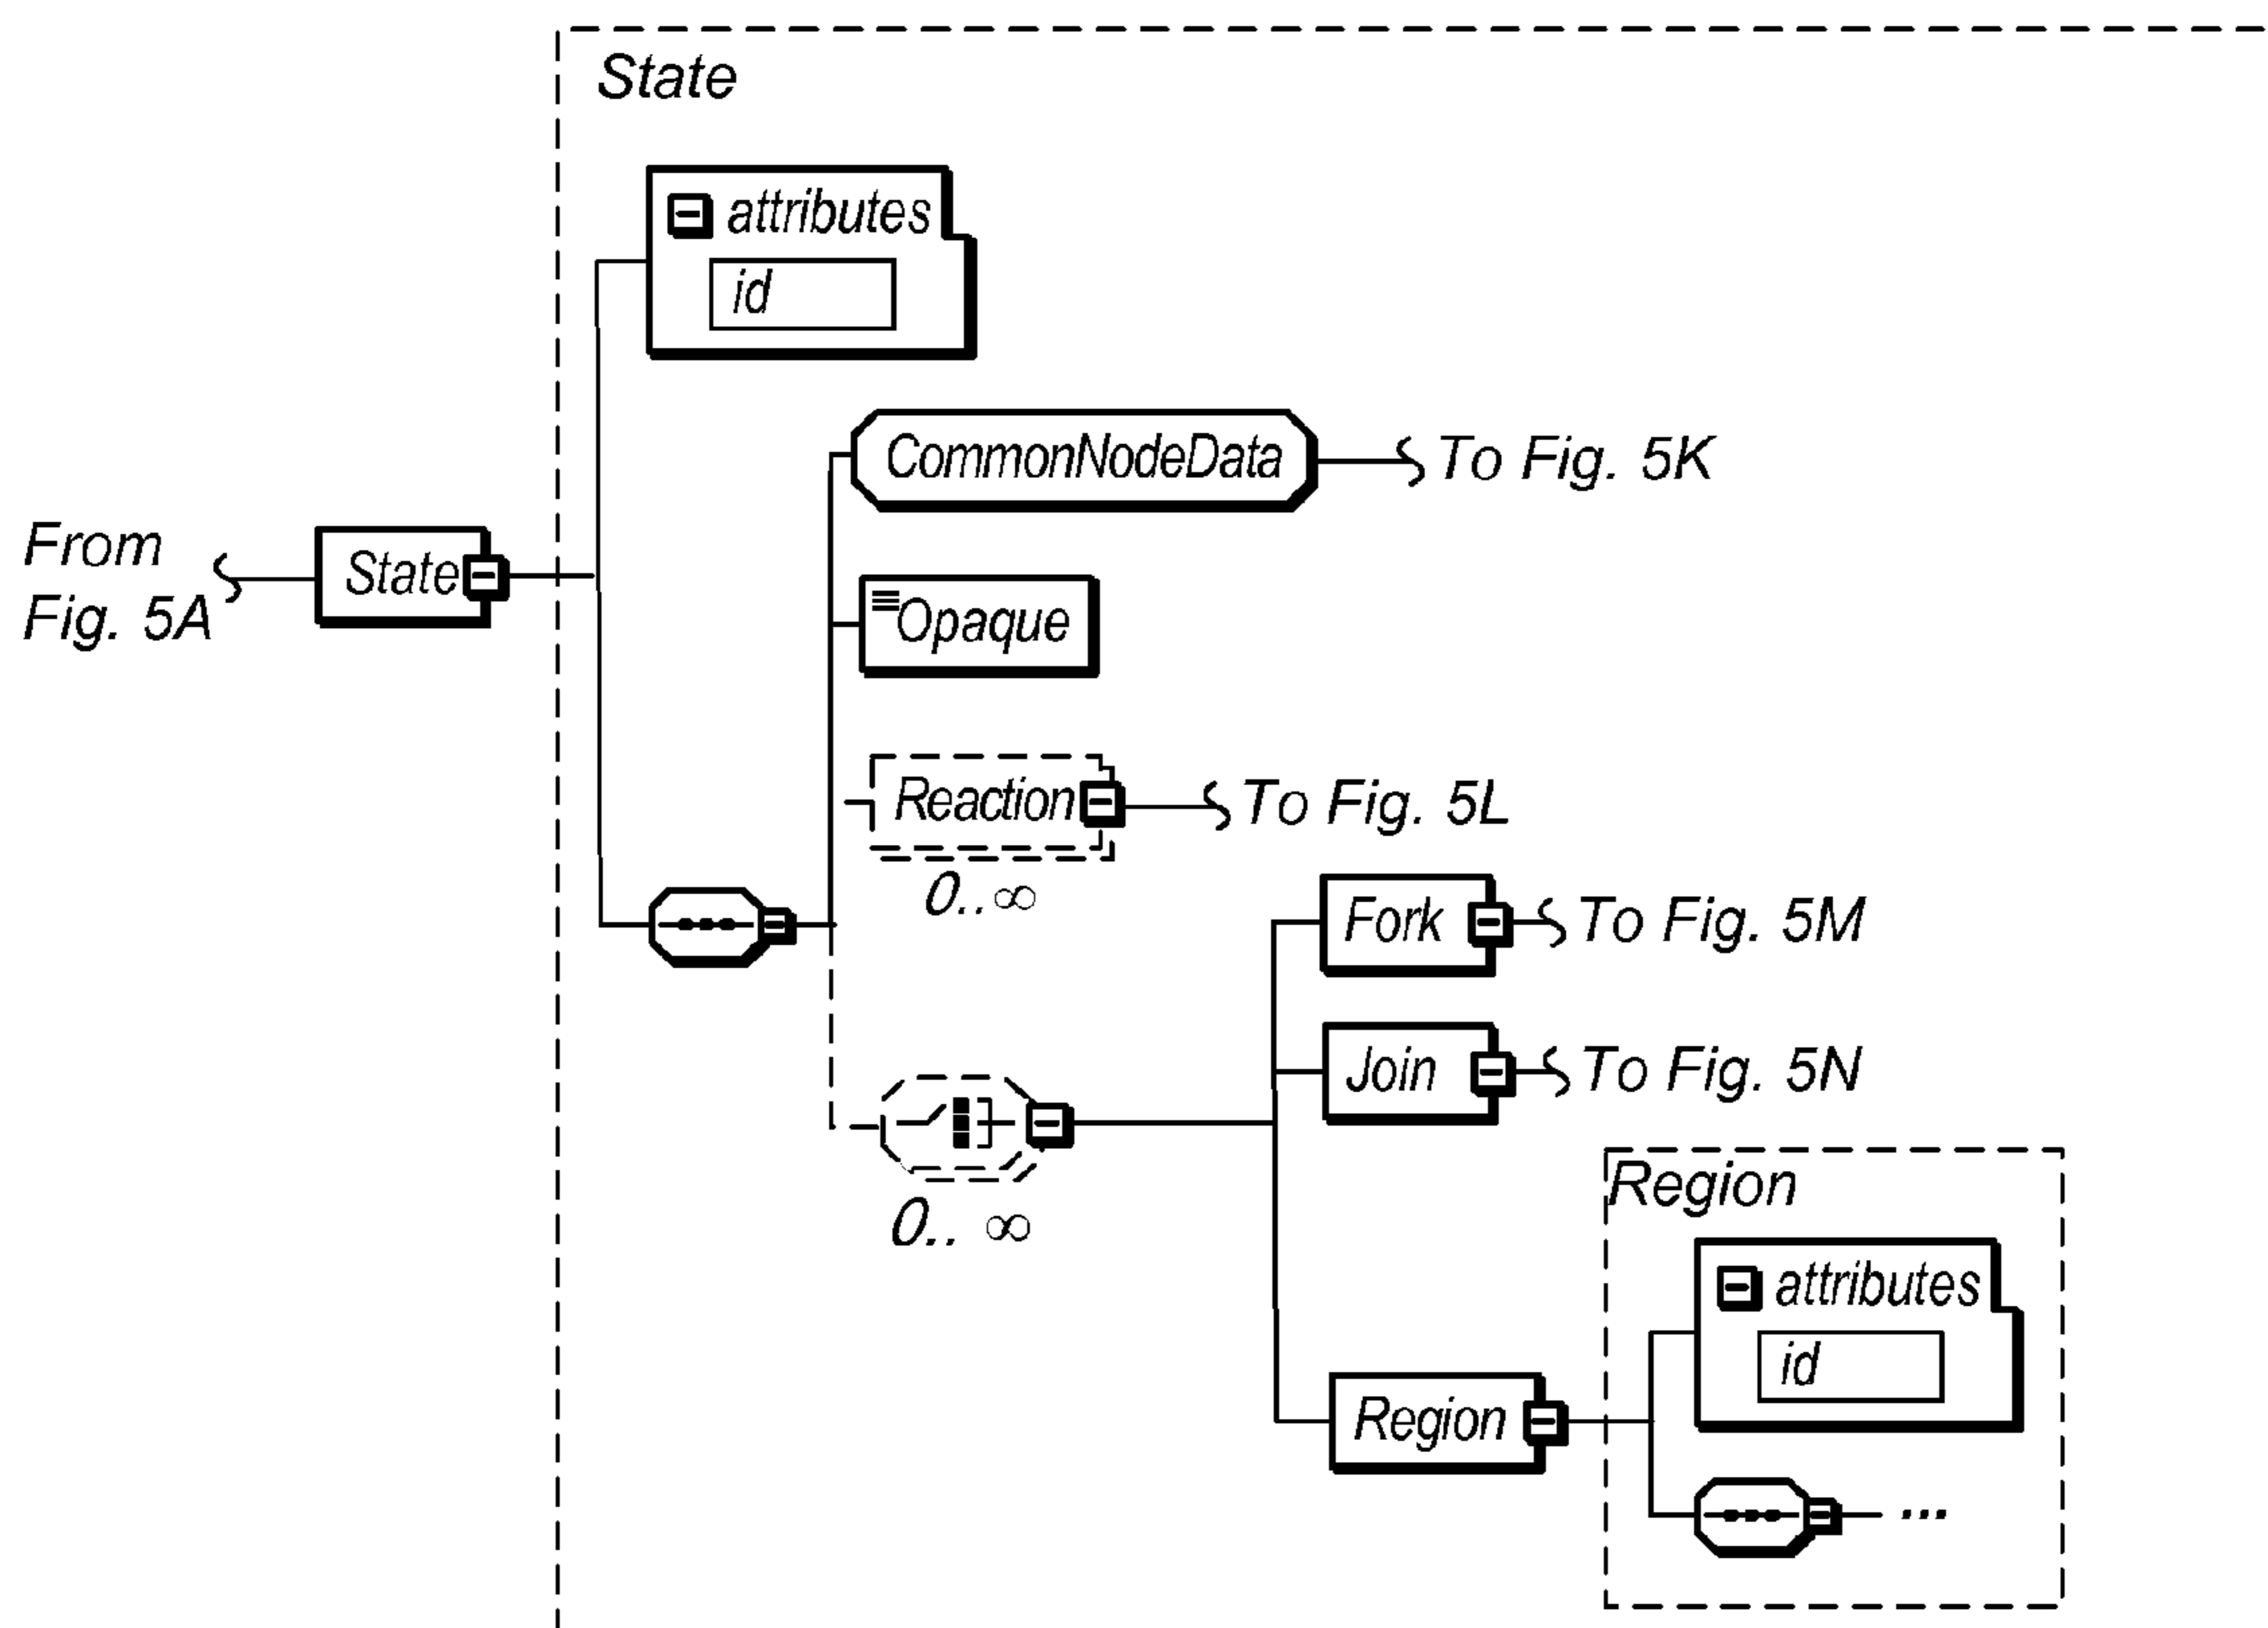 State
attributes
id
CommonNodeData
To Fig. 5K
From
Fig. 5A
State
Opaque
Reaction
To Fig. 5L
0..∞
Fork
To Fig. 5M
Join
To Fig. 5N
0.. ∞
Region
attributes
id
Region
...